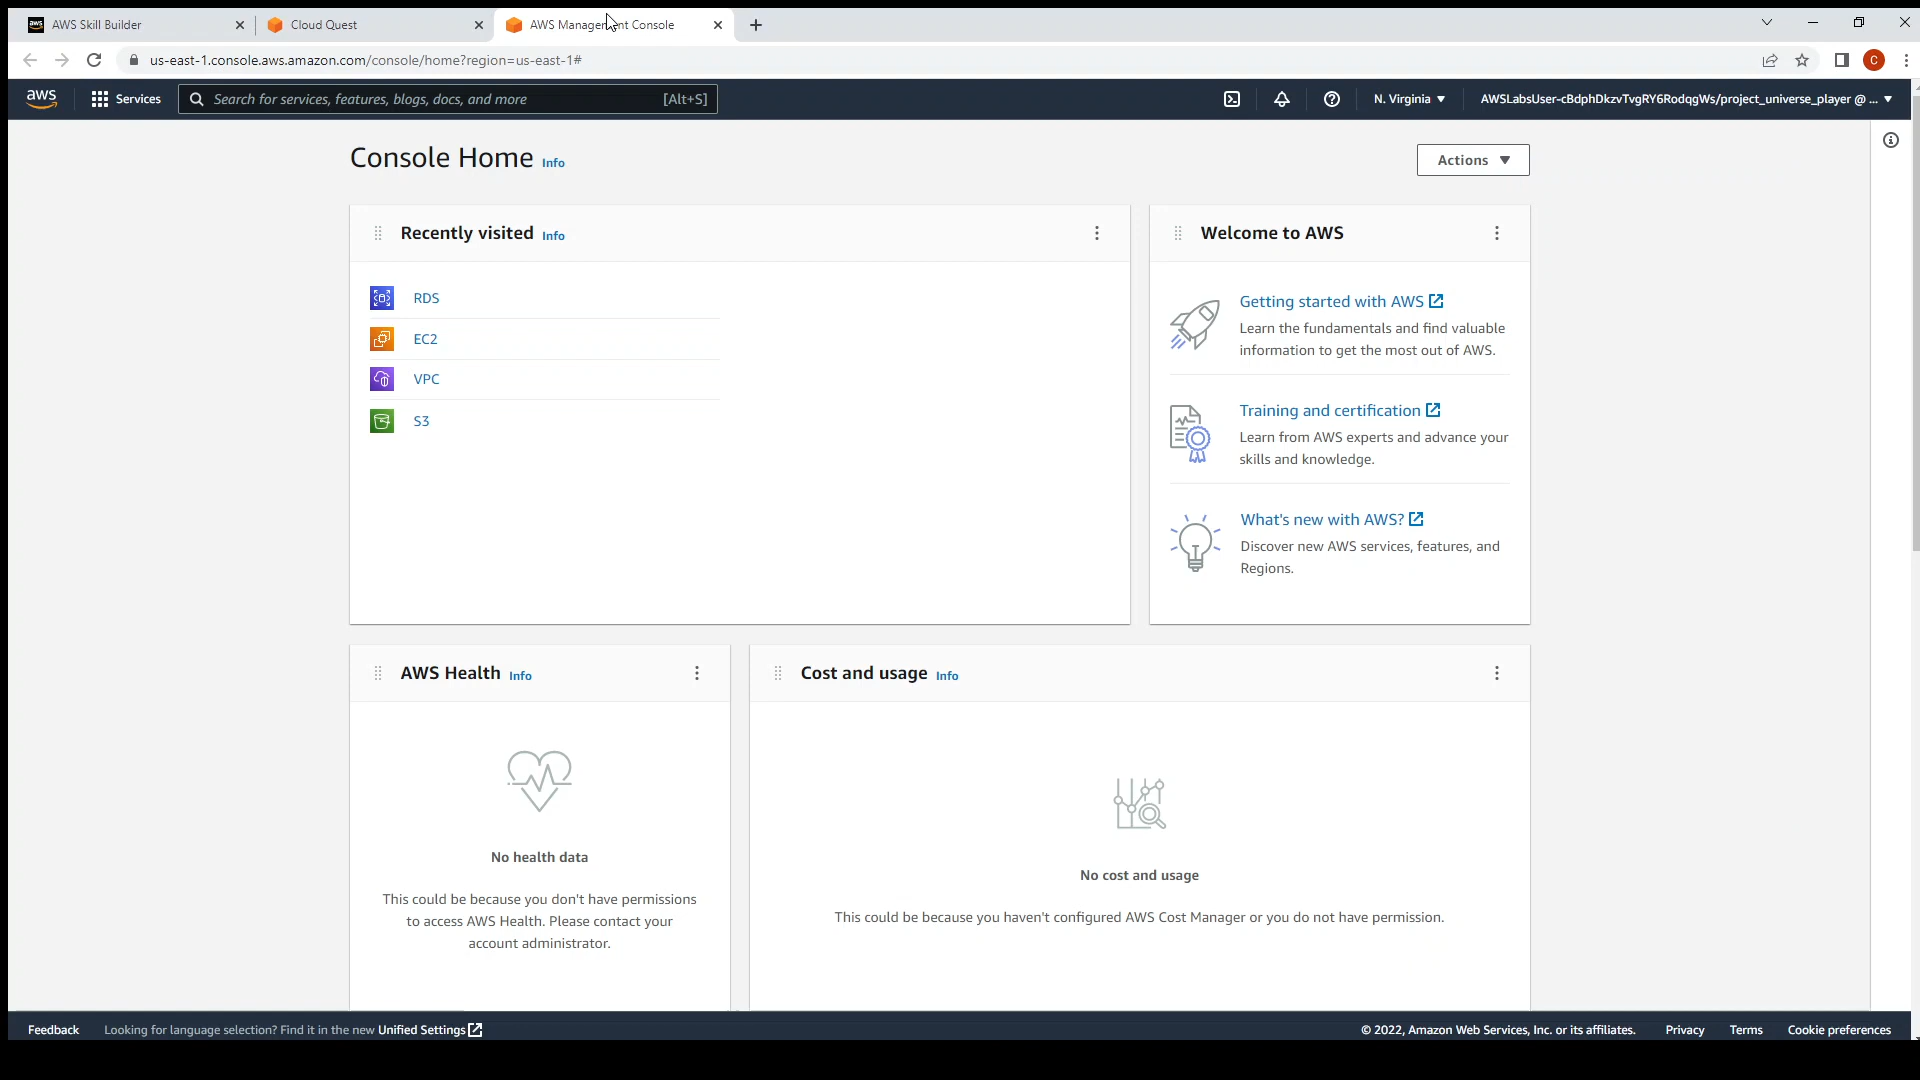 AWS Skill Builder
Cloud Quest
AWS Management Console
us-east-1.console.aws.amazon.com/console/home?region=us-east-1#
C
aws
Services
Search for services, features, blogs, docs, and more
[Alt+S]
N. Virginia
AWSLabsUser-cBdphDkzvTvgRY6RodqgWs/project_universe_player @ ...
Console Home Info
Actions
Recently visited Info
RDS
EC2
VPC
S3
Welcome to AWS
Getting started with AWS
Learn the fundamentals and find valuable
information to get the most out of AWS.
Training and certification
Learn from AWS experts and advance your
skills and knowledge.
What's new with AWS?
Discover new AWS services, features, and
Regions.
AWS Health Info
No health data
This could be because you don't have permissions
to access AWS Health. Please contact your
account administrator.
Cost and usage Info
No cost and usage
This could be because you haven't configured AWS Cost Manager or you do not have permission.
Feedback
Looking for language selection? Find it in the new Unified Settings
© 2022, Amazon Web Services, Inc. or its affiliates.
Privacy
Terms
Cookie preferences